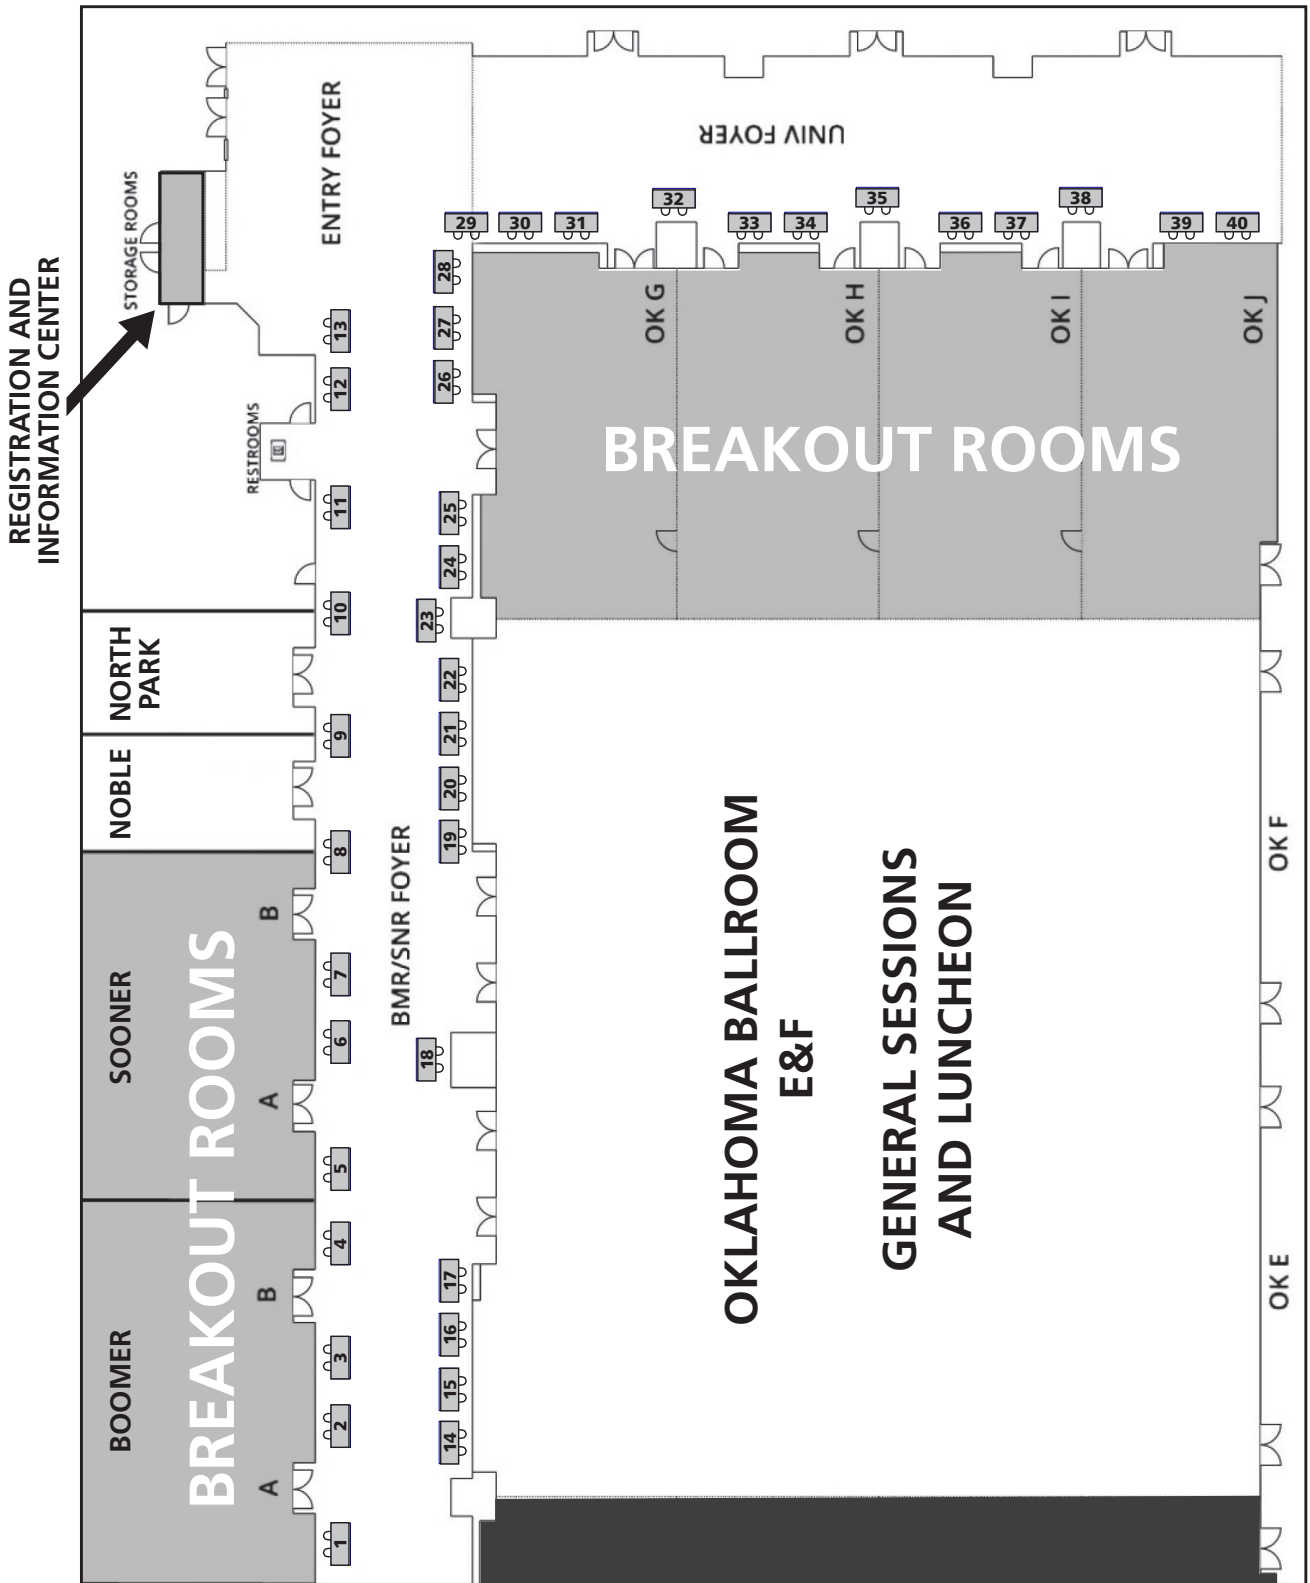 REGISTRATION AND
INFORMATION CENTER
STORAGE ROOMS
ENTRY FOYER
UNIV FOYER
RESTROOMS
29
30
31
32
33
34
35
36
37
38
39
40
28
27
26
25
24
23
22
21
20
19
18
17
16
15
14
13
12
11
10
9
8
7
6
5
4
3
2
1
OK G
OK H
OK I
OK J
BREAKOUT ROOMS
NORTH
PARK
NOBLE
SOONER
B
A
BOOMER
B
A
BREAKOUT ROOMS
BMR/SNR FOYER
OKLAHOMA BALLROOM
E&F
GENERAL SESSIONS
AND LUNCHEON
OK F
OK E